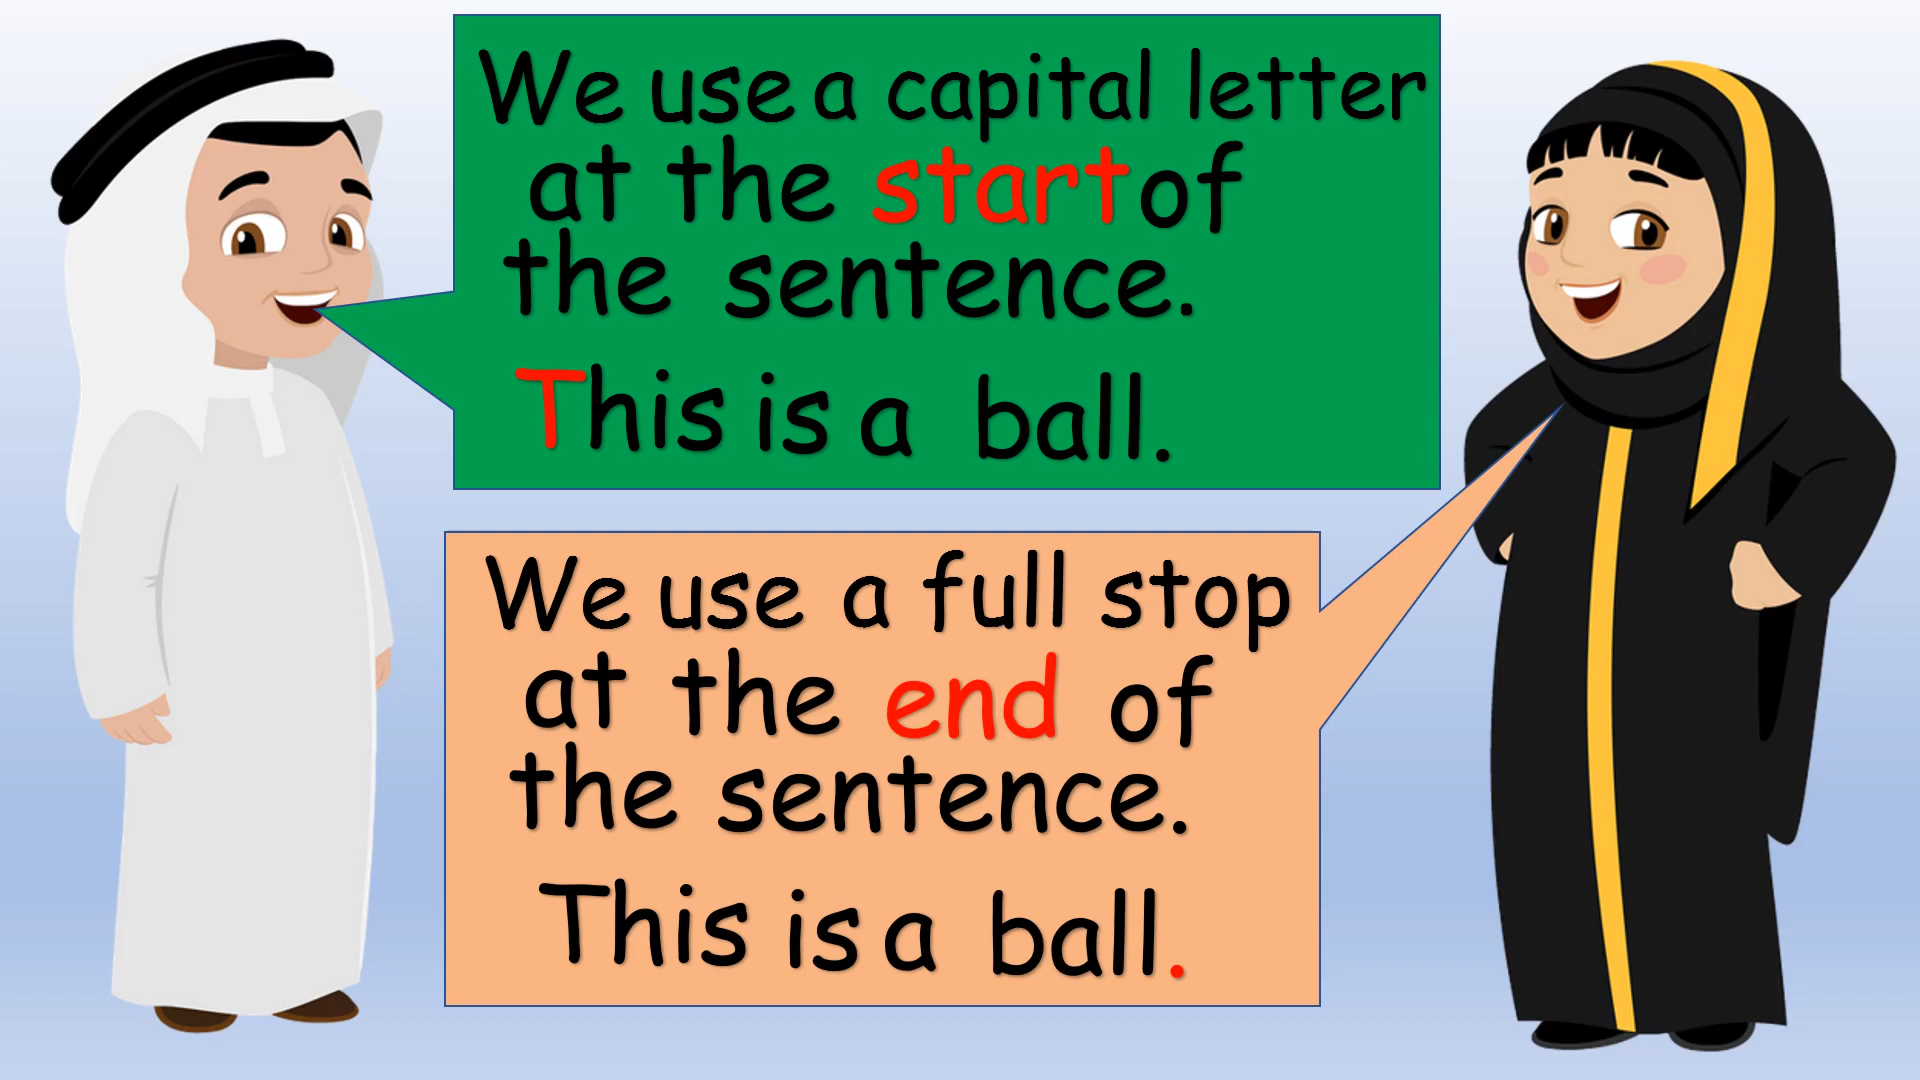 We use a capital letter
at the start of
the sentence.
This is a ball.
We use a full stop
at the end of
the sentence.
This is a ball.